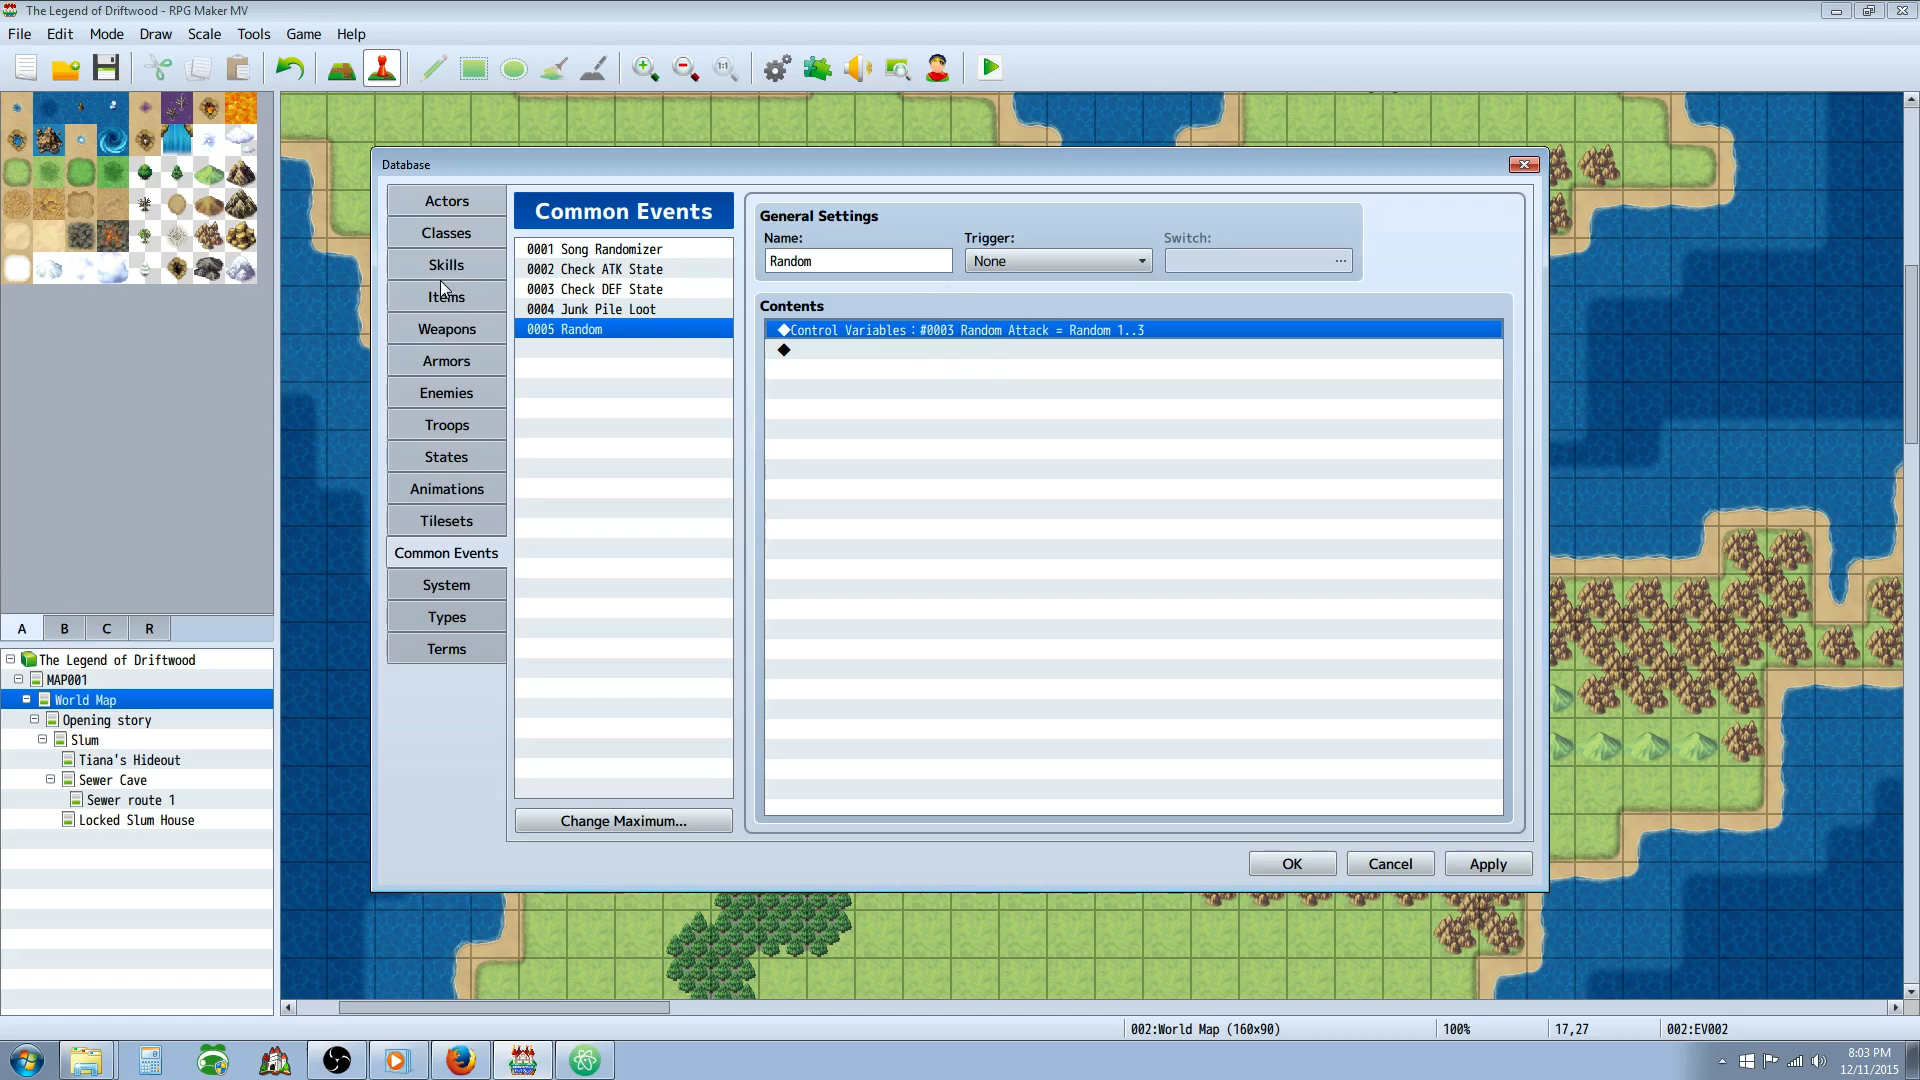 The Legend of Driftwood - RPG Maker MV
File Edit Mode Draw Scale Tools Game Help
1:1
Database
Actors
Classes
Skills
Items
Weapons
Armors
Enemies
Troops
States
Animations
Tilesets
Common Events
System
Types
Terms
Common Events
0001 Song Randomizer
0002 Check ATK State
0003 Check DEF State
0004 Junk Pile Loot
0005 Random
Change Maximum...
General Settings
Name: Trigger: Switch:
Random None ...
Contents
◆Control Variables : #0003 Random Attack = Random 1..3
◆
OK Cancel Apply
A B C R
The Legend of Driftwood
MAP001
World Map
Opening story
Slum
Tiana's Hideout
Sewer Cave
Sewer route 1
Locked Slum House
002:World Map (160x90) 100% 17,27 002:EV002
8:03 PM
12/11/2015